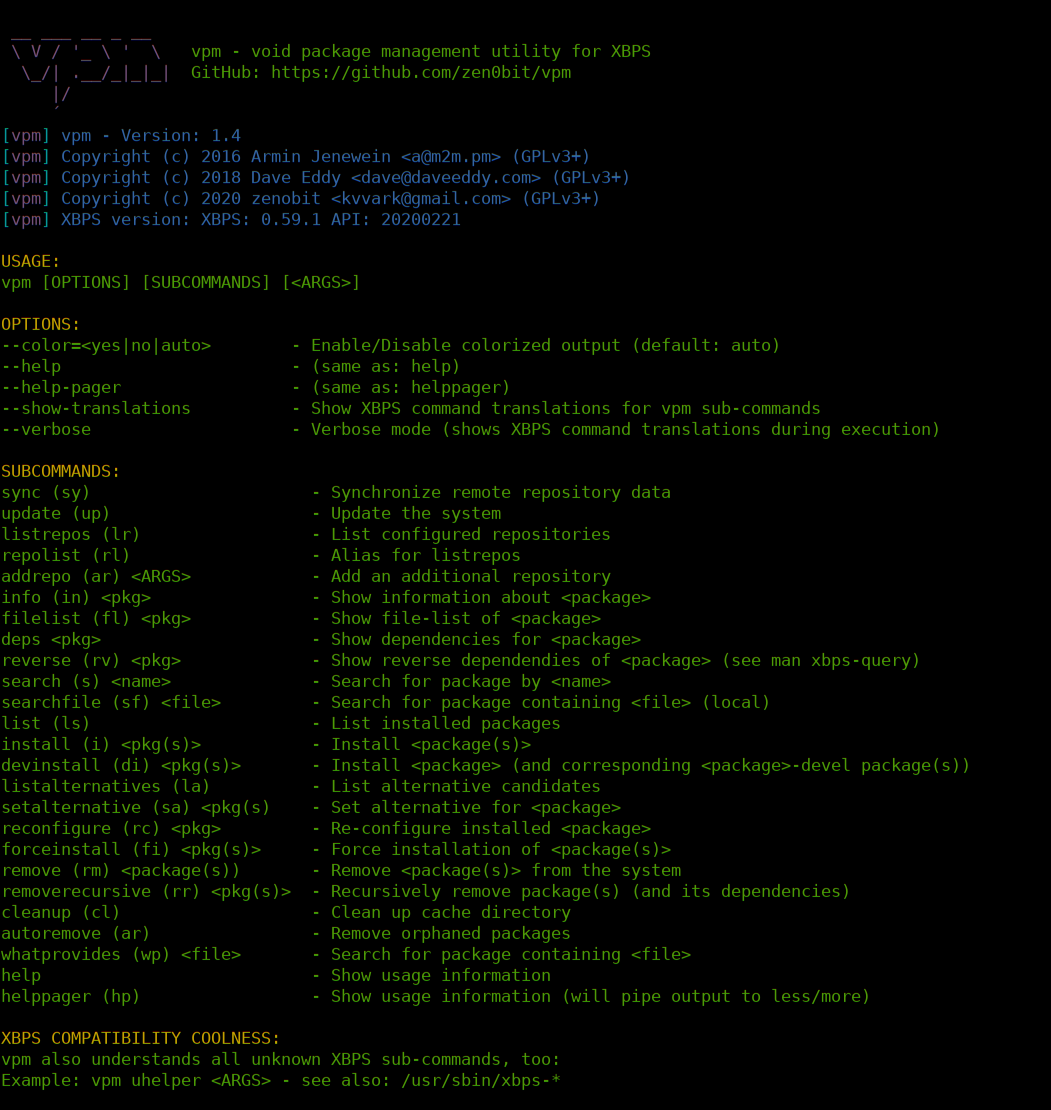 __ ___ __ _ __
 \ V / '_ \ '  \   vpm - void package management utility for XBPS
  \_/| .__/_|_|_|  GitHub: https://github.com/zen0bit/vpm
     |/
     ´
[vpm] vpm - Version: 1.4
[vpm] Copyright (c) 2016 Armin Jenewein <a@m2m.pm> (GPLv3+)
[vpm] Copyright (c) 2018 Dave Eddy <dave@daveeddy.com> (GPLv3+)
[vpm] Copyright (c) 2020 zenobit <kvvark@gmail.com> (GPLv3+)
[vpm] XBPS version: XBPS: 0.59.1 API: 20200221

USAGE:
vpm [OPTIONS] [SUBCOMMANDS] [<ARGS>]

OPTIONS:
--color=<yes|no|auto>        - Enable/Disable colorized output (default: auto)
--help                       - (same as: help)
--help-pager                 - (same as: helppager)
--show-translations          - Show XBPS command translations for vpm sub-commands
--verbose                    - Verbose mode (shows XBPS command translations during execution)

SUBCOMMANDS:
sync (sy)                      - Synchronize remote repository data
update (up)                    - Update the system
listrepos (lr)                 - List configured repositories
repolist (rl)                  - Alias for listrepos
addrepo (ar) <ARGS>            - Add an additional repository
info (in) <pkg>                - Show information about <package>
filelist (fl) <pkg>            - Show file-list of <package>
deps <pkg>                     - Show dependencies for <package>
reverse (rv) <pkg>             - Show reverse dependendies of <package> (see man xbps-query)
search (s) <name>              - Search for package by <name>
searchfile (sf) <file>         - Search for package containing <file> (local)
list (ls)                      - List installed packages
install (i) <pkg(s)>           - Install <package(s)>
devinstall (di) <pkg(s)>       - Install <package> (and corresponding <package>-devel package(s))
listalternatives (la)          - List alternative candidates
setalternative (sa) <pkg(s)    - Set alternative for <package>
reconfigure (rc) <pkg>         - Re-configure installed <package>
forceinstall (fi) <pkg(s)>     - Force installation of <package(s)>
remove (rm) <package(s))       - Remove <package(s)> from the system
removerecursive (rr) <pkg(s)>  - Recursively remove package(s) (and its dependencies)
cleanup (cl)                   - Clean up cache directory
autoremove (ar)                - Remove orphaned packages
whatprovides (wp) <file>       - Search for package containing <file>
help                           - Show usage information
helppager (hp)                 - Show usage information (will pipe output to less/more)

XBPS COMPATIBILITY COOLNESS:
vpm also understands all unknown XBPS sub-commands, too:
Example: vpm uhelper <ARGS> - see also: /usr/sbin/xbps-*